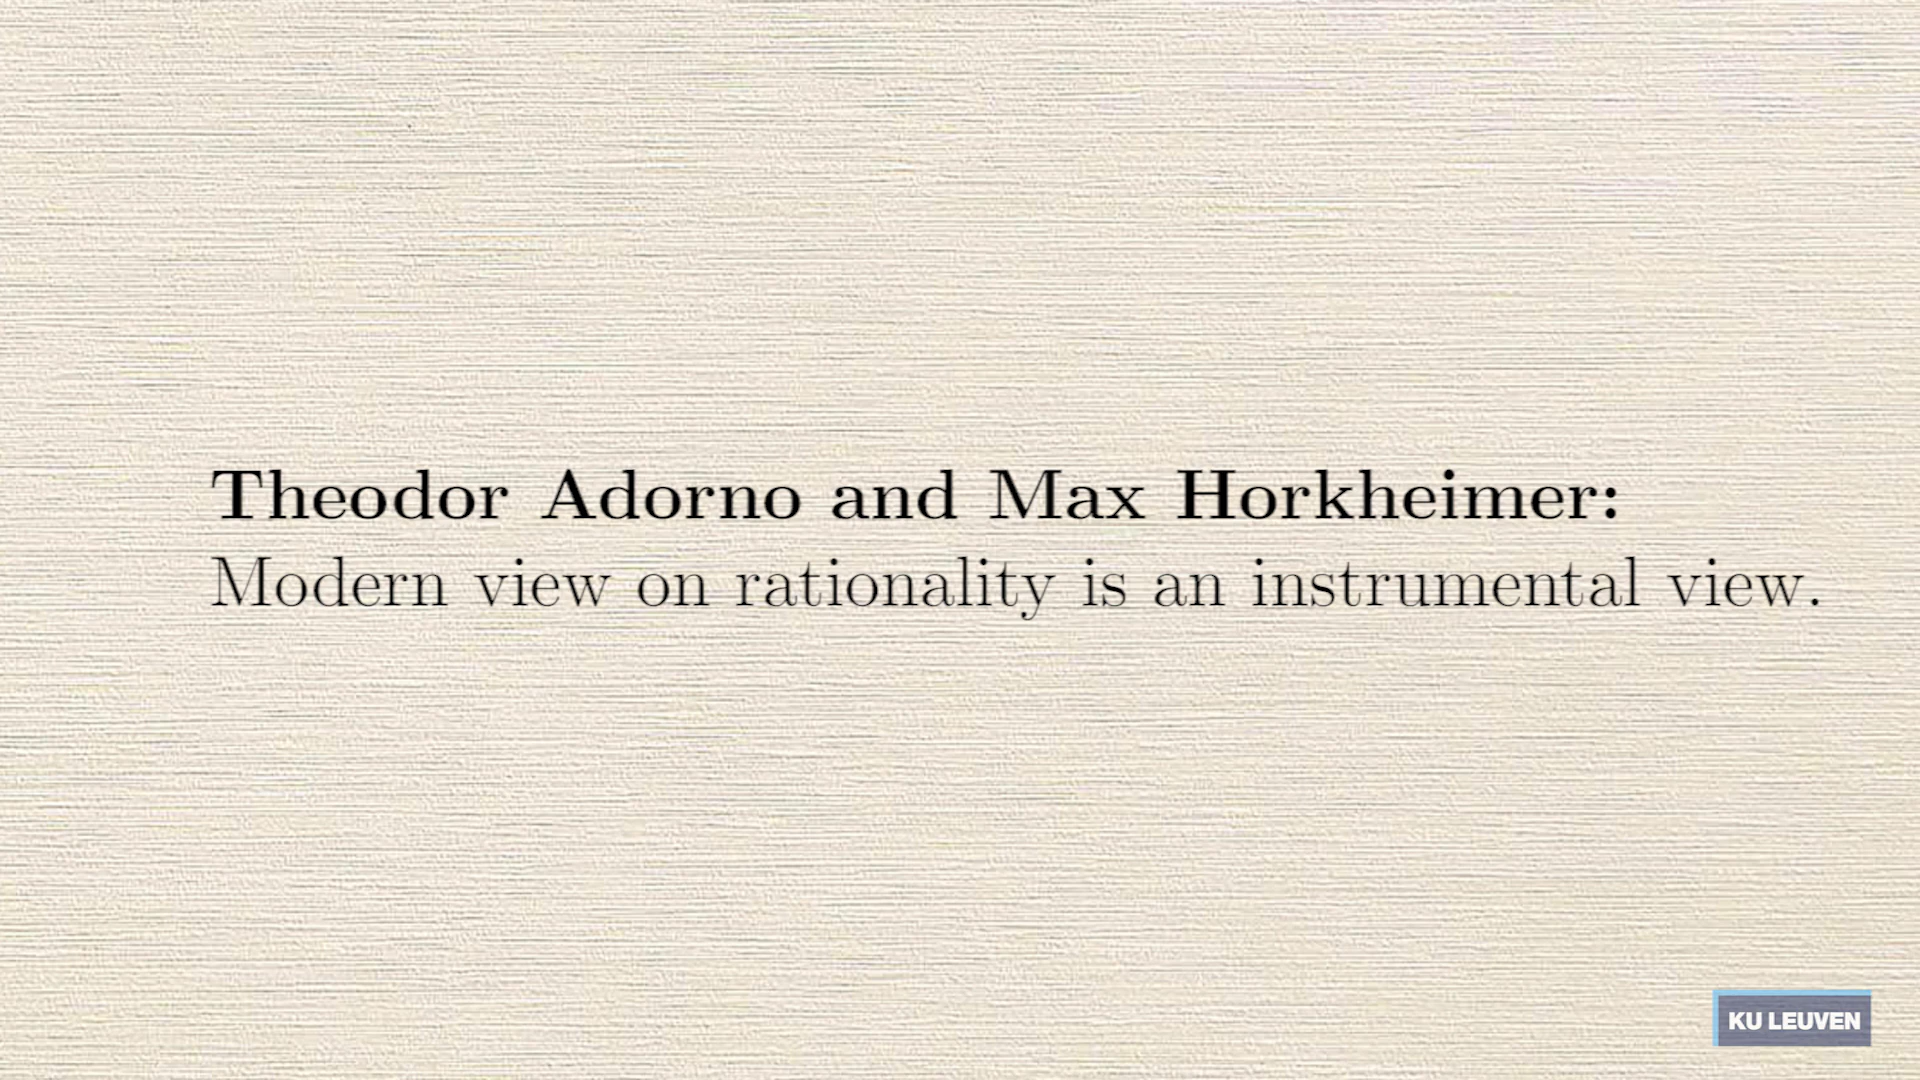 Theodor Adorno and Max Horkheimer:
Modern view on rationality is an instrumental view.
KU LEUVEN